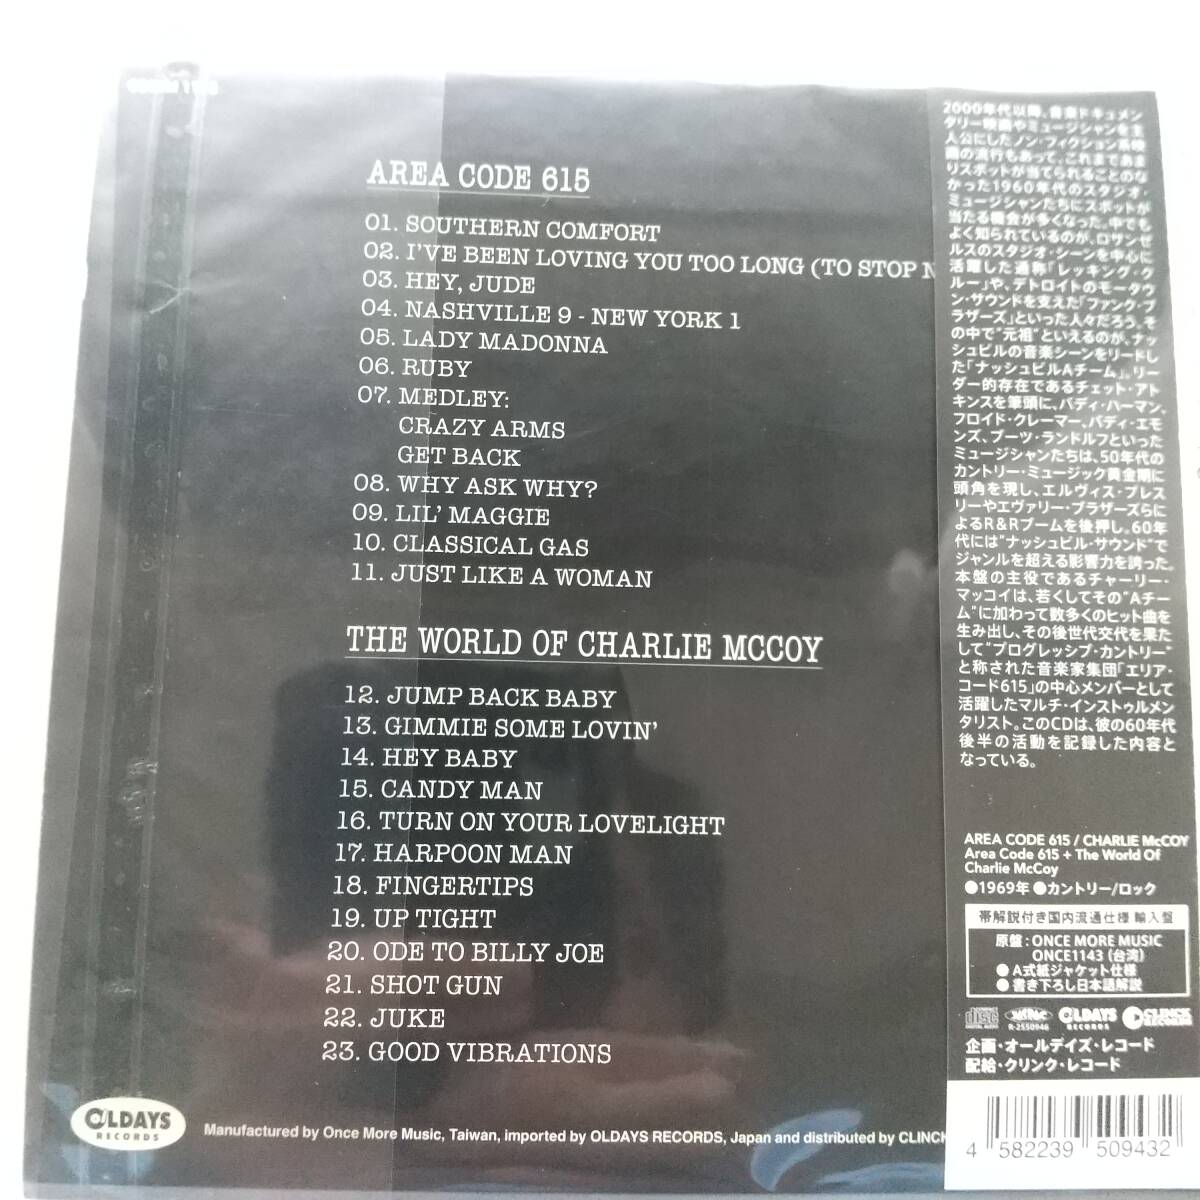 AREA CODE 615
01. SOUTHERN COMFORT
02. I'VE BEEN LOVING YOU TOO LONG (TO STOP N
03. HEY, JUDE
04. NASHVILLE 9 - NEW YORK 1
05. LADY MADONNA
06. RUBY
07. MEDLEY:
CRAZY ARMS
GET BACK
08. WHY ASK WHY?
09. LIL' MAGGIE
10. CLASSICAL GAS
11. JUST LIKE A WOMAN
THE WORLD OF CHARLIE MCCOY
12. JUMP BACK BABY
13. GIMMIE SOME LOVIN'
14. HEY BABY
15. CANDY MAN
16. TURN ON YOUR LOVELIGHT
17. HARPOON MAN
18. FINGERTIPS
19. UP TIGHT
20. ODE TO BILLY JOE
21. SHOT GUN
22. JUKE
23. GOOD VIBRATIONS
OLDAYS
RECORDS
Manufactured by Once More Music, Taiwan, imported by OLDAYS RECORDS, Japan and distributed by CLINCK
2000年代以降、音楽ドキュメン
タリー映画やミュージシャンを主
人公にしたノン・フィクション系映
画の流行もあって、これまであま
りスポットが当てられることのな
かった1960年代のスタジオ・
ミュージシャンたちにスポットが
当たる機会が多くなった。中でも
よく知られているのが、ロサンゼ
ルスのスタジオ・シーンを中心に
活躍した通称「レッキング・ク
ルー」や、デトロイトのモータウ
ン・サウンドを支えた「ファンク・ブ
ラザーズ」といった人々だろう。そ
の中で"元祖"といえるのが、ナッ
シュビルの音楽シーンをリードし
た「ナッシュビルAチーム」。リー
ダー的存在であるチェット・アト
キンスを筆頭に、バディ・ハーマン、
フロイド・クレーマー、バディ・エモ
ンズ、ブーツ・ランドルフといった
ミュージシャンたちは、50年代の
カントリー・ミュージック黄金期に
頭角を現し、エルヴィス・プレス
リーやエヴァリー・ブラザーズらに
よるR&Rブームを後押し。60年
代には"ナッシュビル・サウンド"で
ジャンルを超える影響力を誇った。
本盤の主役であるチャーリー・
マッコイは、若くしてその"Aチー
ム"に加わって数多くのヒット曲を
生み出し、その後世代交代を果た
して"プログレッシブ・カントリー"
と称された音楽家集団「エリア・
コード615」の中心メンバーとして
活躍したマルチ・インストゥルメン
タリスト。このCDは、彼の60年代
後半の活動を記録した内容と
なっている。
AREA CODE 615 / CHARLIE McCOY
Area Code 615 + The World Of
Charlie McCoy
●1969年 ●カントリー/ロック
帯解説付き国内流通仕様 輸入盤
原盤:ONCE MORE MUSIC
ONCE1143 (台湾)
●A式紙ジャケット仕様
●書き下ろし日本語解説
disc
R-2550946
OLDAYS
RECORDS
CLINCK
RECORDS
企画・オールデイズ・レコード
配給・クリンク・レコード
4 582239 509432